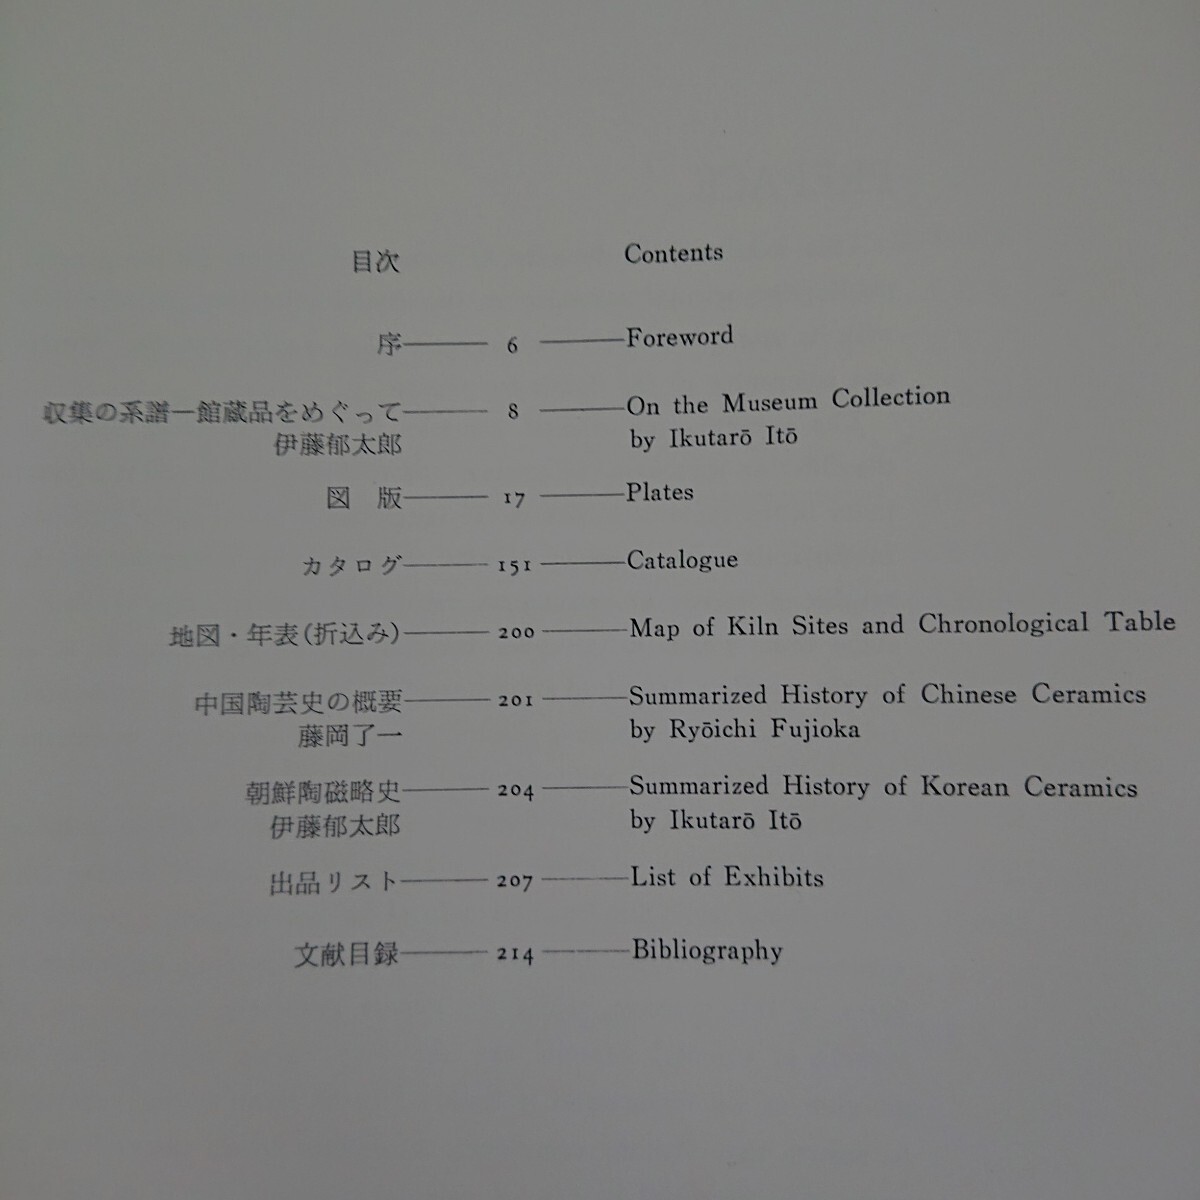 目次 Contents
序 6 Foreword
収集の系譜―館蔵品をめぐって 8 On the Museum Collection
伊藤郁太郎 by Ikutarō Itō
図 版 17 Plates
カタログ 151 Catalogue
地図・年表(折込み) 200 Map of Kiln Sites and Chronological Table
中国陶芸史の概要 201 Summarized History of Chinese Ceramics
藤岡了一 by Ryōichi Fujioka
朝鮮陶磁略史 204 Summarized History of Korean Ceramics
伊藤郁太郎 by Ikutarō Itō
出品リスト 207 List of Exhibits
文献目録 214 Bibliography